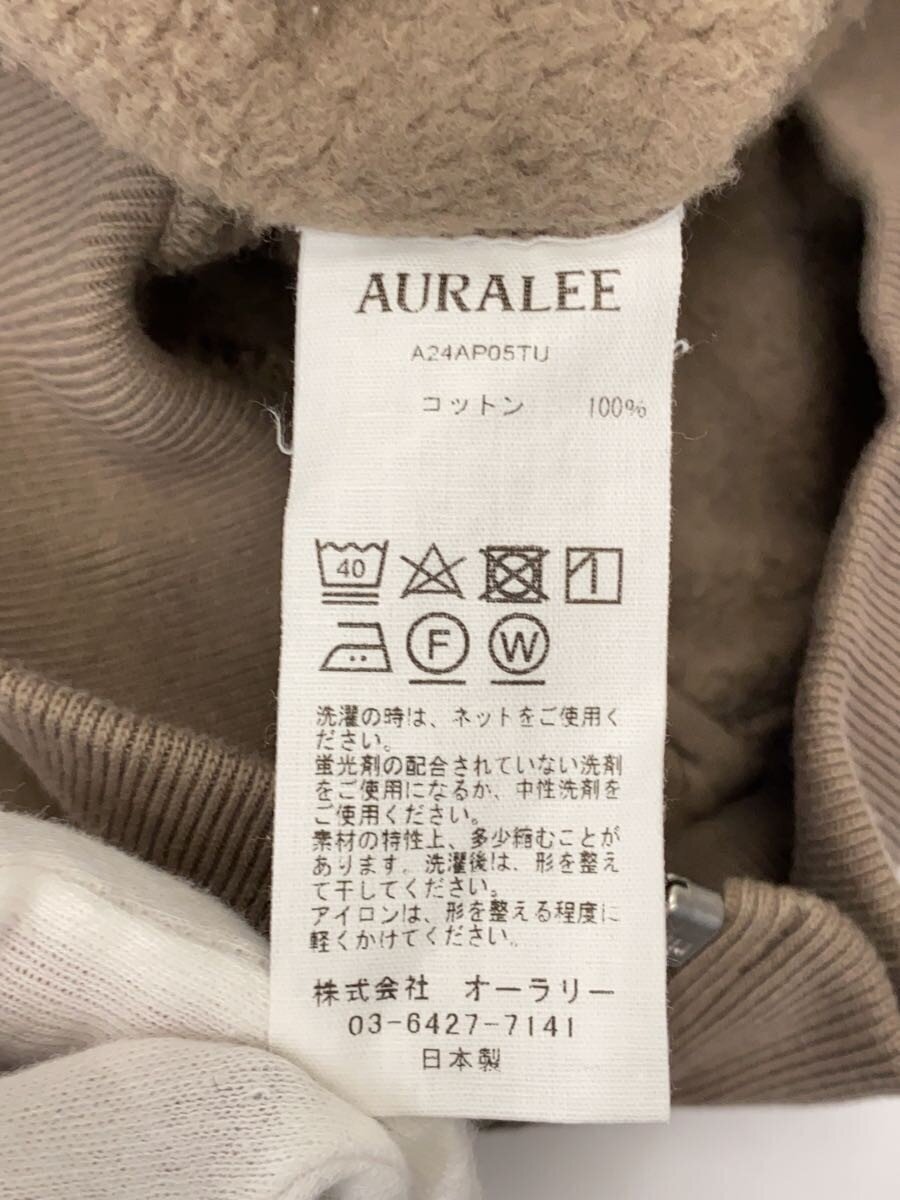 AURALEE
A24AP05TU
コットン 100%
40
F W
洗濯の時は、ネットをご使用く
ださい。
蛍光剤の配合されていない洗剤
をご使用になるか、中性洗剤を
ご使用ください。
素材の特性上、多少縮むことが
あります。洗濯後は、形を整え
て干してください。
アイロンは、形を整える程度に
軽くかけてください。
株式会社 オーラリー
03-6427-7141
日本製